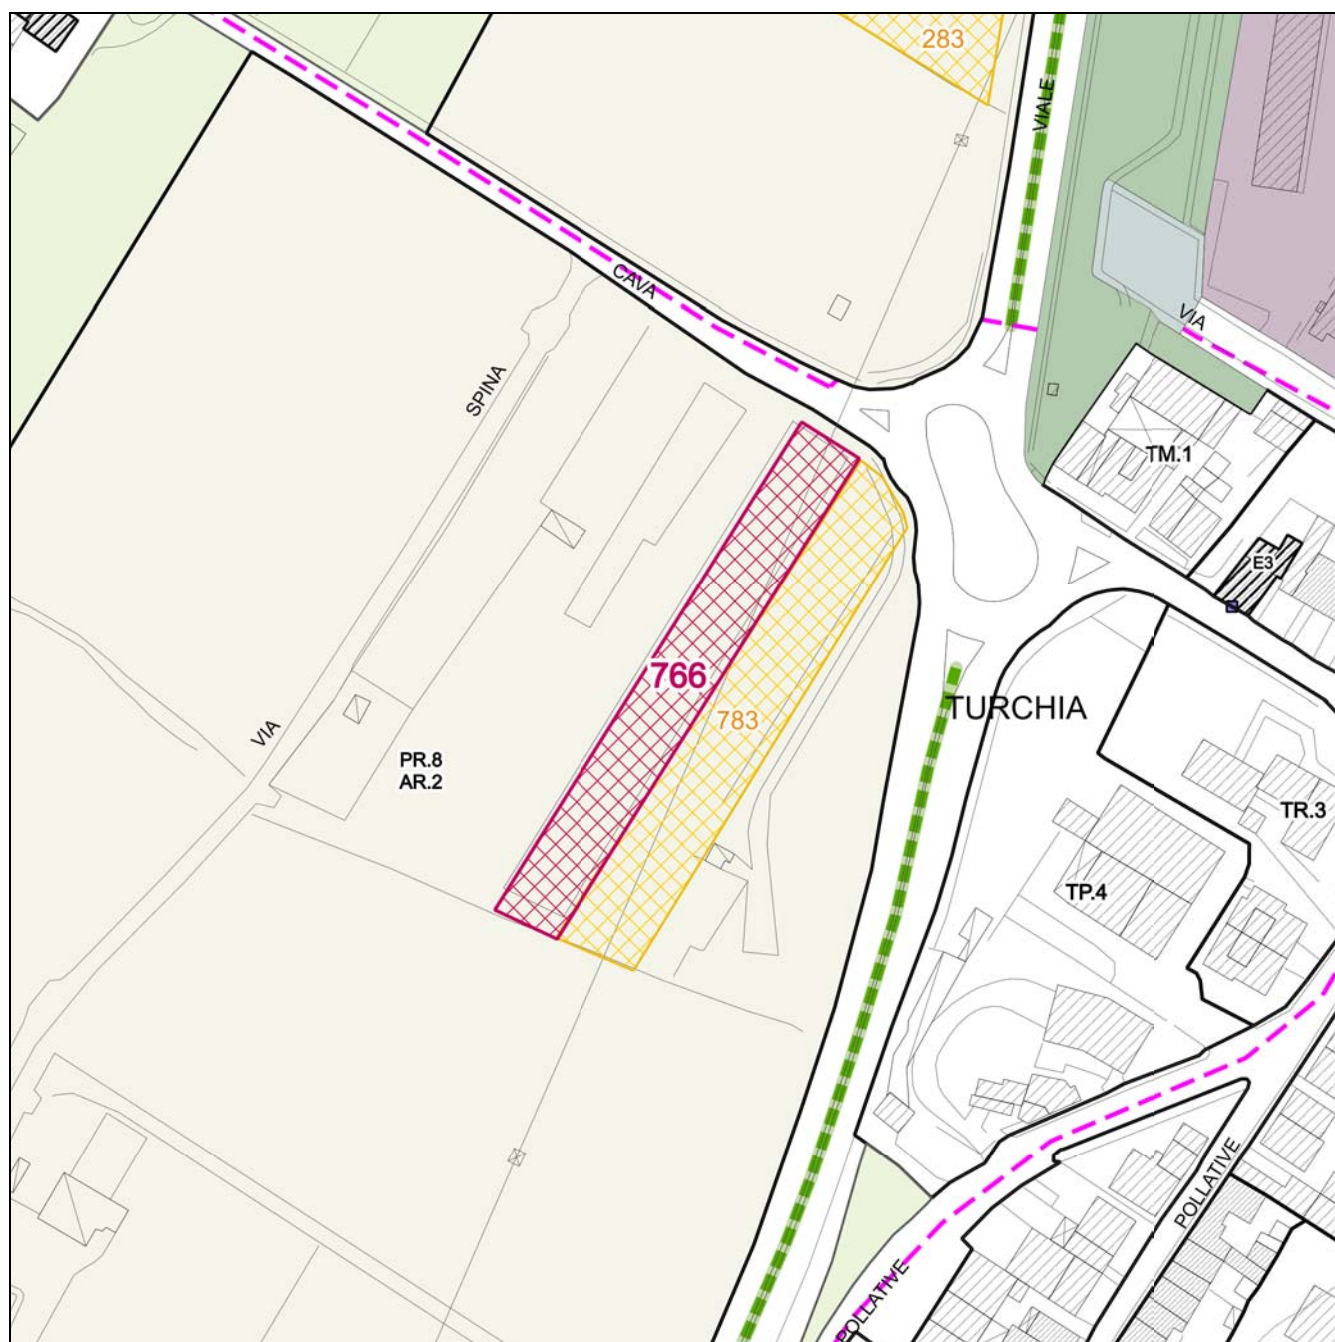 283
VIALE
CAVA
VIA
SPINA
TM.1
E3
766
TURCHIA
783
VIA
PR.8
AR.2
TR.3
TP.4
POLLATIVE
POLLATIVE